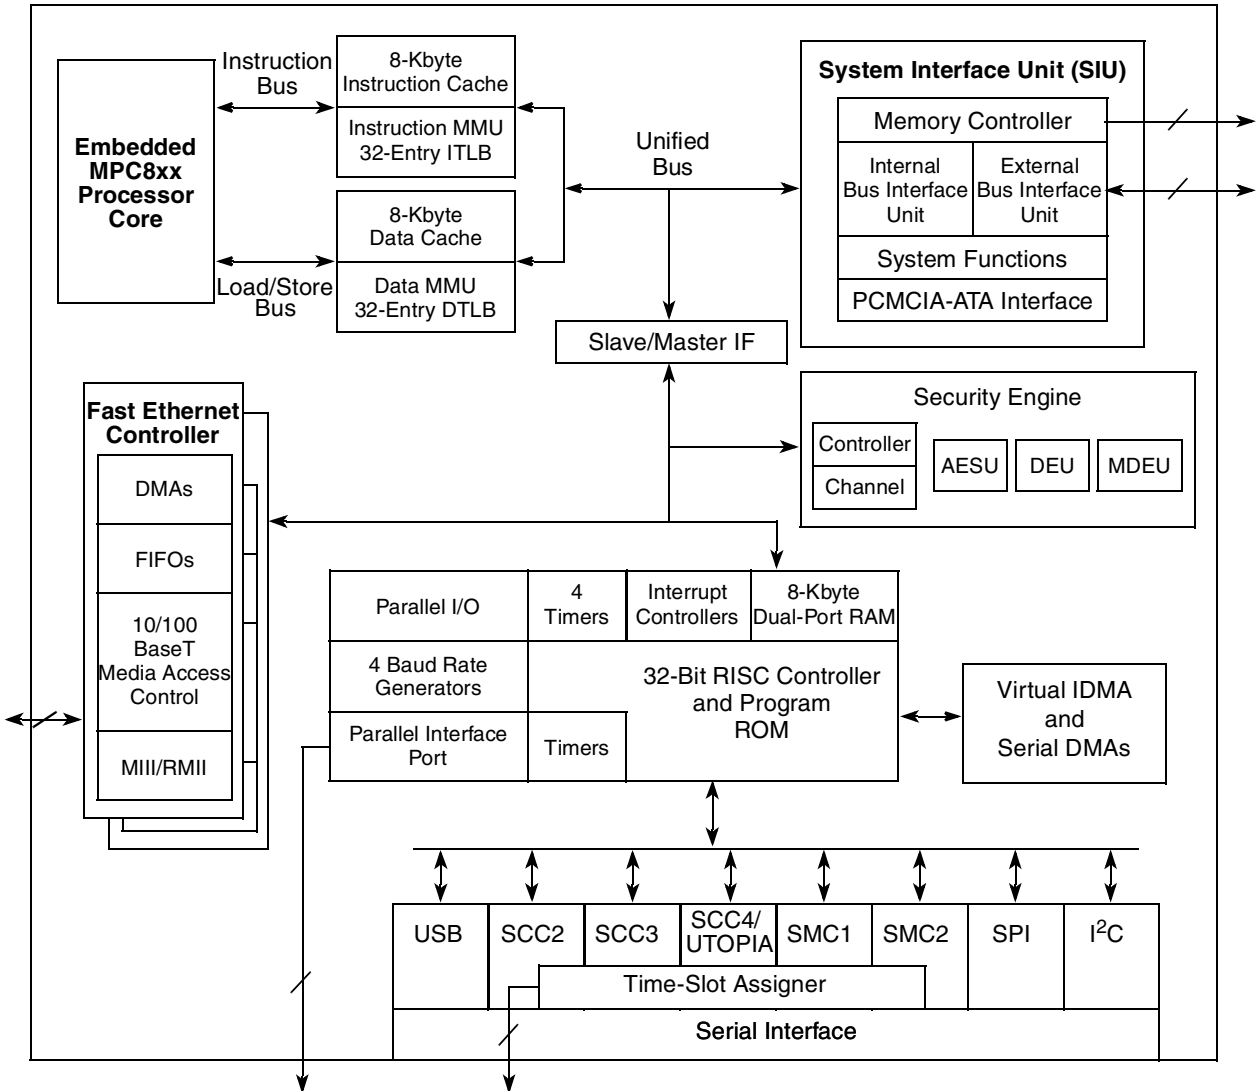 Embedded
MPC8xx
Processor
Core
Instruction
Bus
Load/Store
Bus
8-Kbyte
Instruction Cache
Instruction MMU
32-Entry ITLB
8-Kbyte
Data Cache
Data MMU
32-Entry DTLB
Unified
Bus
System Interface Unit (SIU)
Memory Controller
Internal
Bus Interface
Unit
External
Bus Interface
Unit
System Functions
PCMCIA-ATA Interface
Slave/Master IF
Security Engine
Controller
Channel
AESU
DEU
MDEU
Fast Ethernet
Controller
DMAs
FIFOs
10/100
BaseT
Media Access
Control
MIII/RMII
Parallel I/O
4
Timers
Interrupt
Controllers
8-Kbyte
Dual-Port RAM
4 Baud Rate
Generators
32-Bit RISC Controller
and Program
ROM
Parallel Interface
Port
Timers
Virtual IDMA
and
Serial DMAs
USB
SCC2
SCC3
SCC4/
UTOPIA
SMC1
SMC2
SPI
I²C
Time-Slot Assigner
Serial Interface